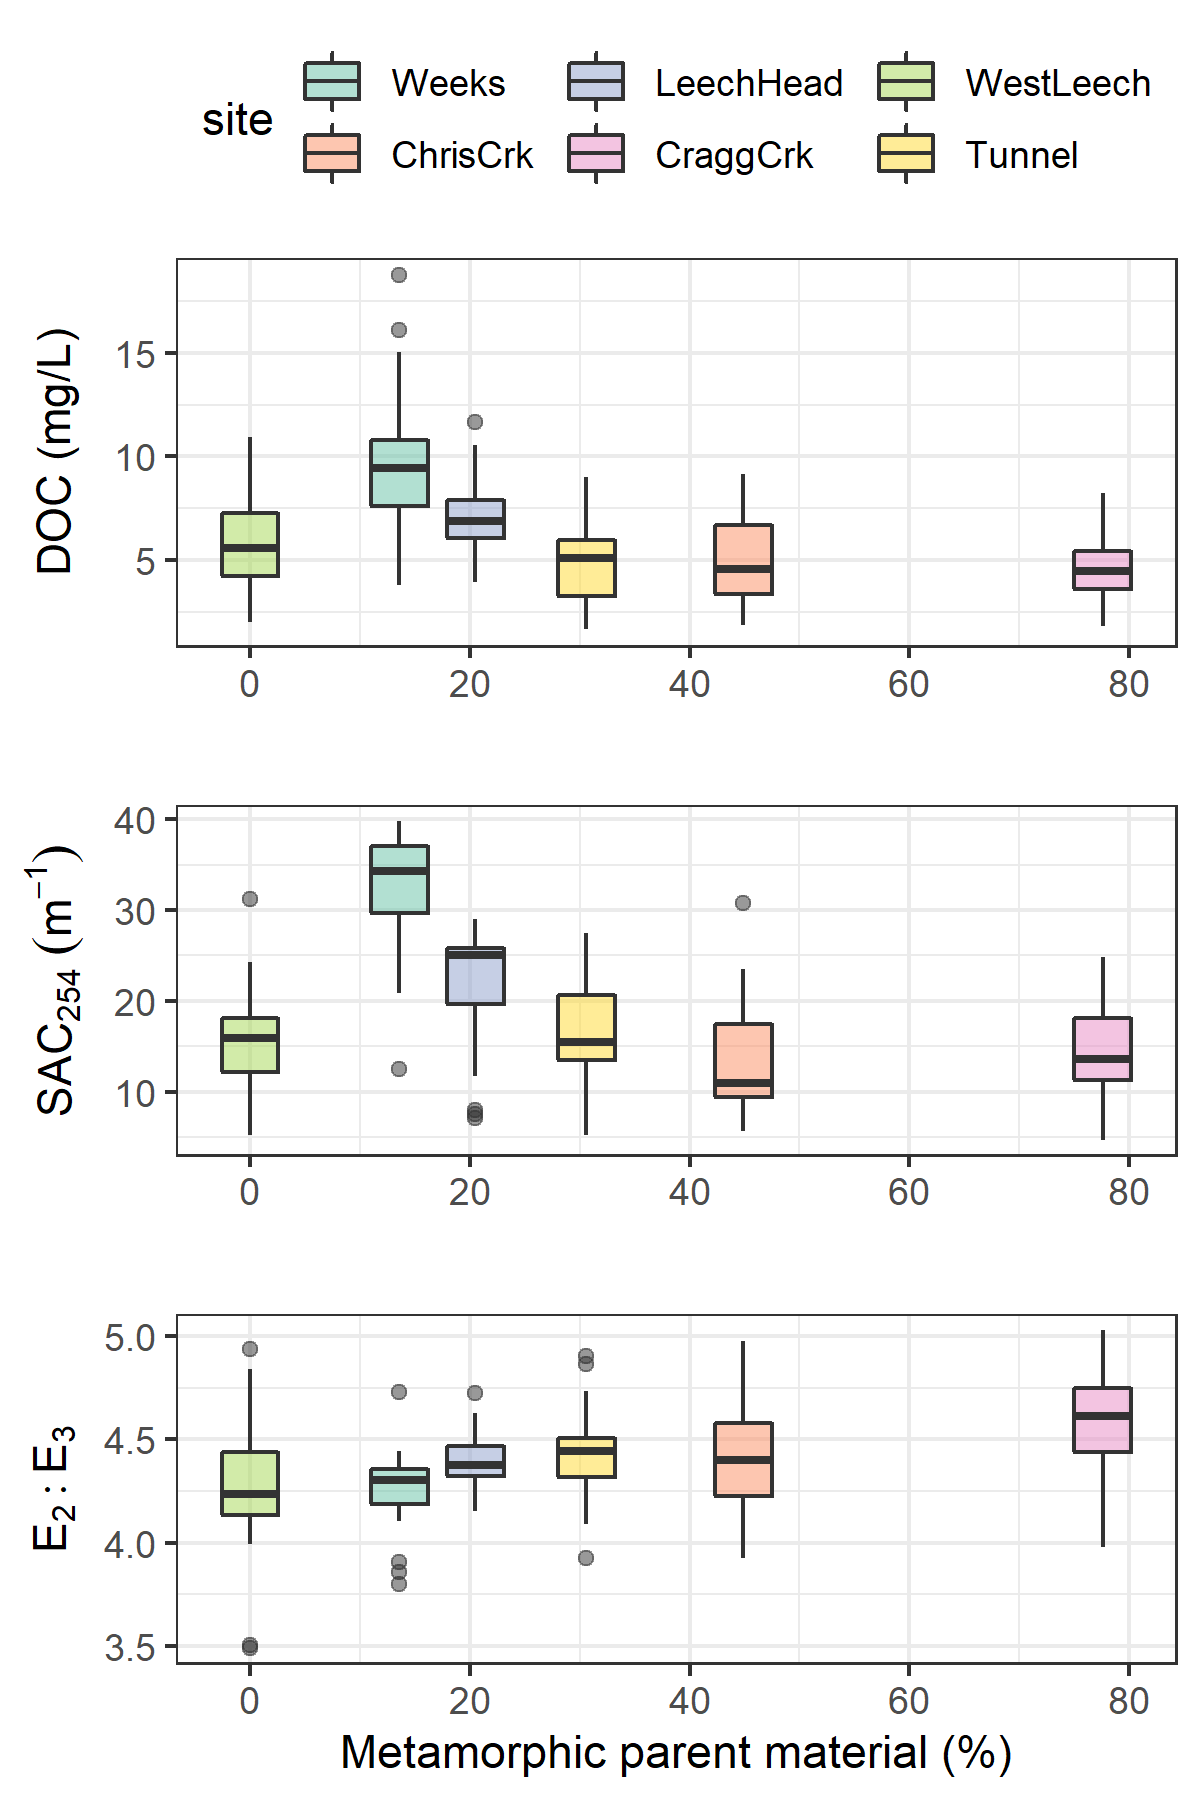 site Weeks LeechHead WestLeech
ChrisCrk CraggCrk Tunnel
DOC (mg/L)
15
10
5
0 20 40 60 80
SAC₂₅₄ (m⁻¹)
40
30
20
10
0 20 40 60 80
E₂ : E₃
5.0
4.5
4.0
3.5
0 20 40 60 80
Metamorphic parent material (%)